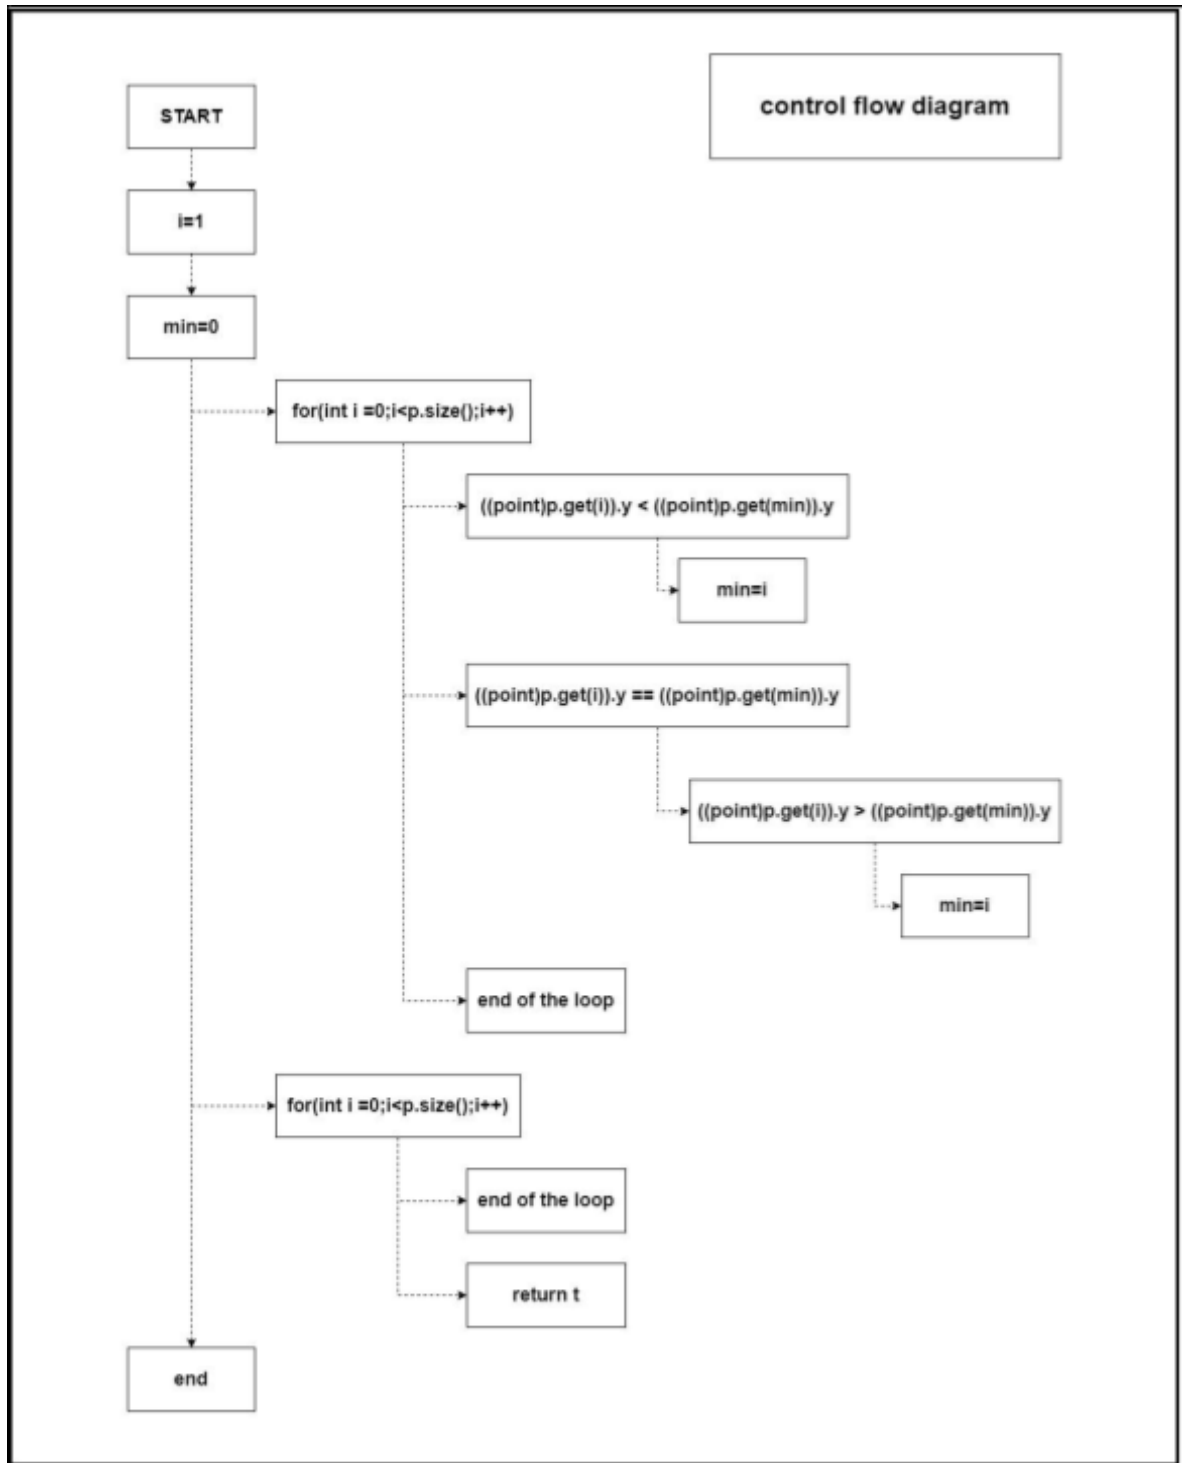 control flow diagram
START
i=1
min=0
for(int i =0;i<p.size();i++)
((point)p.get(i)).y < ((point)p.get(min)).y
min=i
((point)p.get(i)).y == ((point)p.get(min)).y
((point)p.get(i)).y > ((point)p.get(min)).y
min=i
end of the loop
for(int i =0;i<p.size();i++)
end of the loop
return t
end